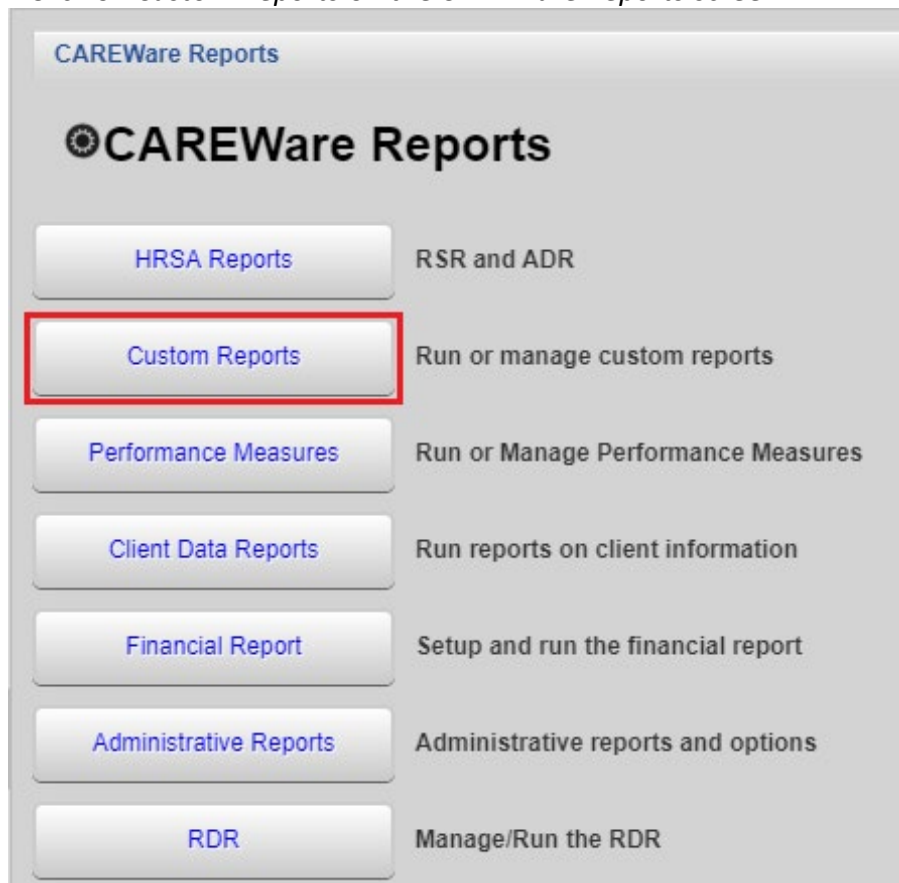 CAREWare Reports
CAREWare Reports
HRSA Reports RSR and ADR
Custom Reports Run or manage custom reports
Performance Measures Run or Manage Performance Measures
Client Data Reports Run reports on client information
Financial Report Setup and run the financial report
Administrative Reports Administrative reports and options
RDR Manage/Run the RDR